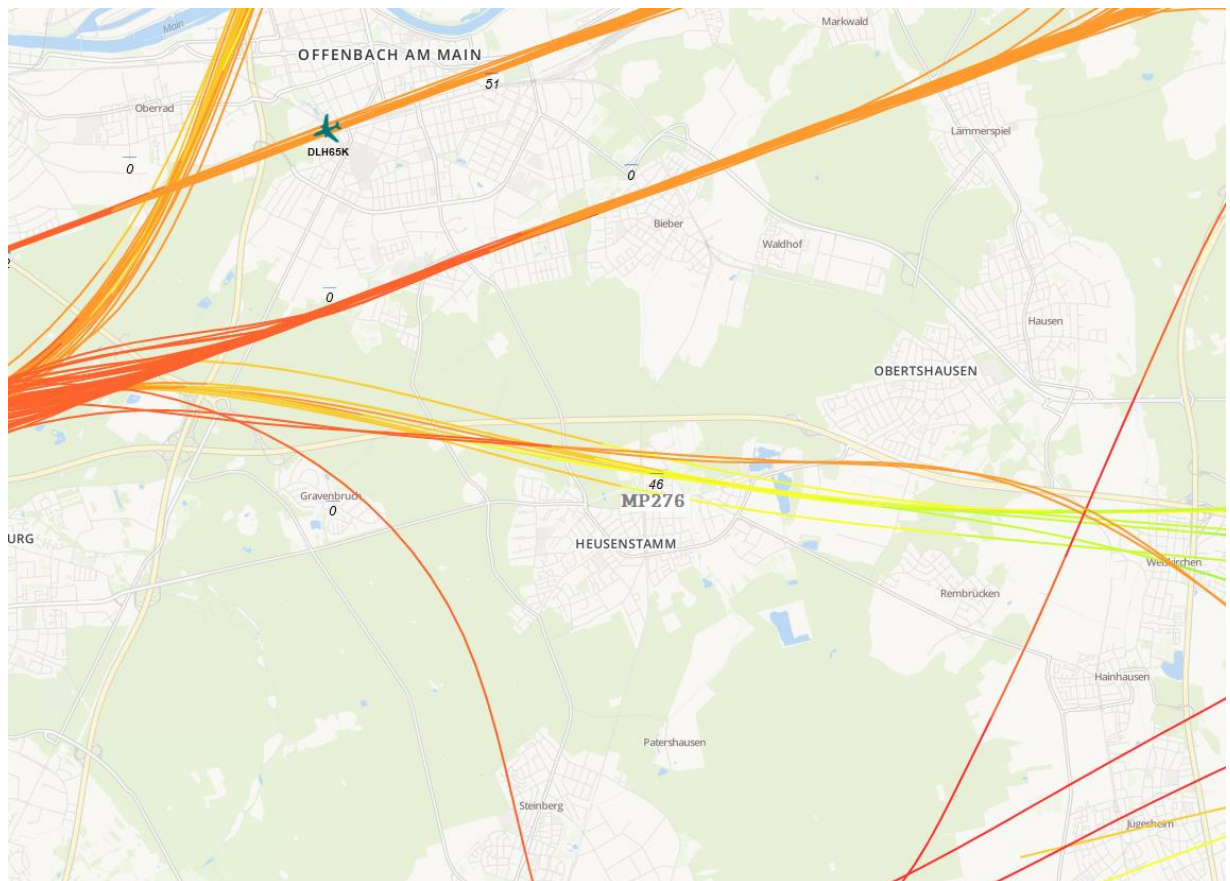 Main
Markwald
OFFENBACH AM MAIN
51
Oberrad
DLH65K
Lämmerspiel
0
0
Bieber
Waldhof
0
Hausen
OBERTSHAUSEN
46
MP276
Gravenbruch
0
URG
HEUSENSTAMM
Weiskirchen
Rembrücken
Hainhausen
Patershausen
Steinberg
Jügesheim